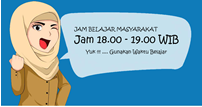 JAM BELAJAR MASYARAKAT
Jam 18.00 - 19.00 WIB
Yuk !!! .... Gunakan Waktu Belajar